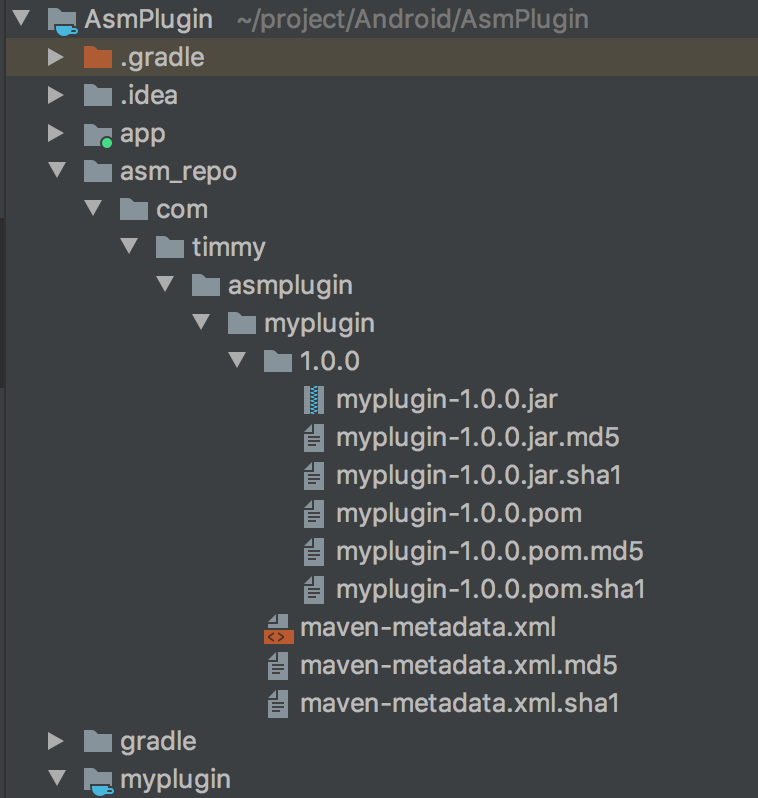 AsmPlugin ~/project/Android/AsmPlugin
.gradle
.idea
app
asm_repo
com
timmy
asmplugin
myplugin
1.0.0
myplugin-1.0.0.jar
myplugin-1.0.0.jar.md5
myplugin-1.0.0.jar.sha1
myplugin-1.0.0.pom
myplugin-1.0.0.pom.md5
myplugin-1.0.0.pom.sha1
maven-metadata.xml
maven-metadata.xml.md5
maven-metadata.xml.sha1
gradle
myplugin